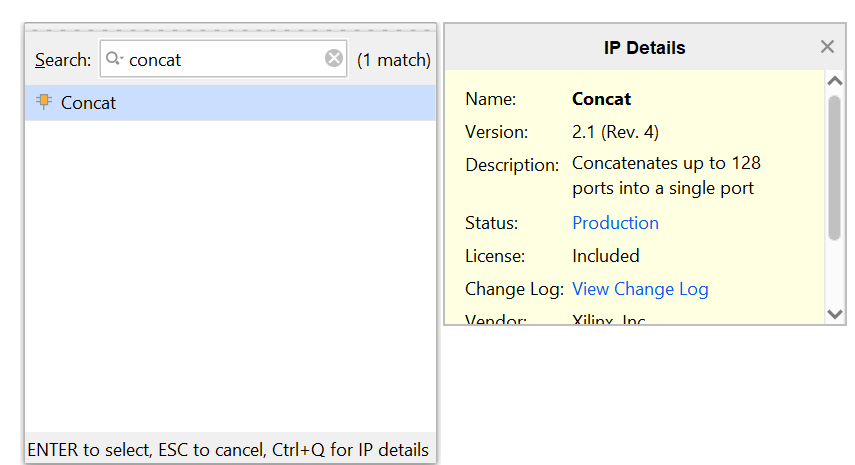 Search: concat (1 match)
Concat
ENTER to select, ESC to cancel, Ctrl+Q for IP details
IP Details
Name: Concat
Version: 2.1 (Rev. 4)
Description: Concatenates up to 128
ports into a single port
Status: Production
License: Included
Change Log: View Change Log
Vendor: Xilinx, Inc.